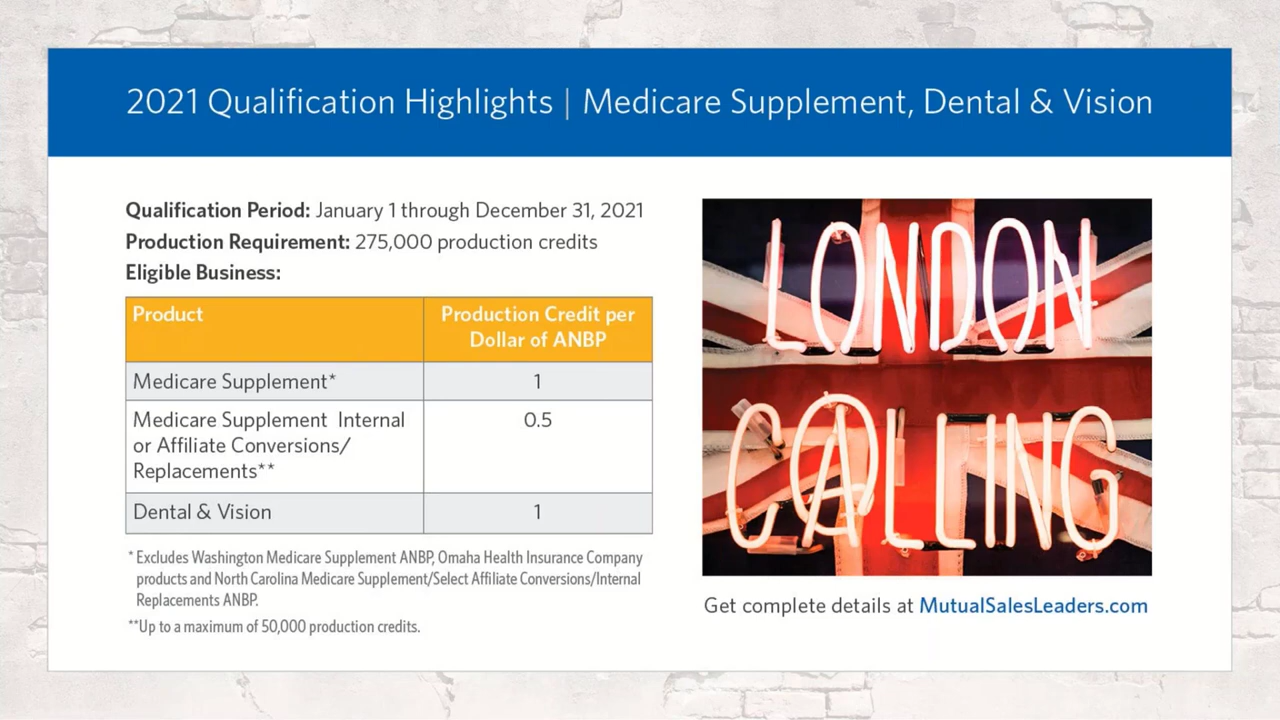 2021 Qualification Highlights | Medicare Supplement, Dental & Vision
Qualification Period: January 1 through December 31, 2021
Production Requirement: 275,000 production credits
Eligible Business:
Product
Production Credit per
Dollar of ANBP
Medicare Supplement*
1
Medicare Supplement Internal
or Affiliate Conversions/
Replacements**
0.5
Dental & Vision
1
* Excludes Washington Medicare Supplement ANBP, Omaha Health Insurance Company
products and North Carolina Medicare Supplement/Select Affiliate Conversions/Internal
Replacements ANBP.
**Up to a maximum of 50,000 production credits.
LONDON
CALLING
Get complete details at MutualSalesLeaders.com